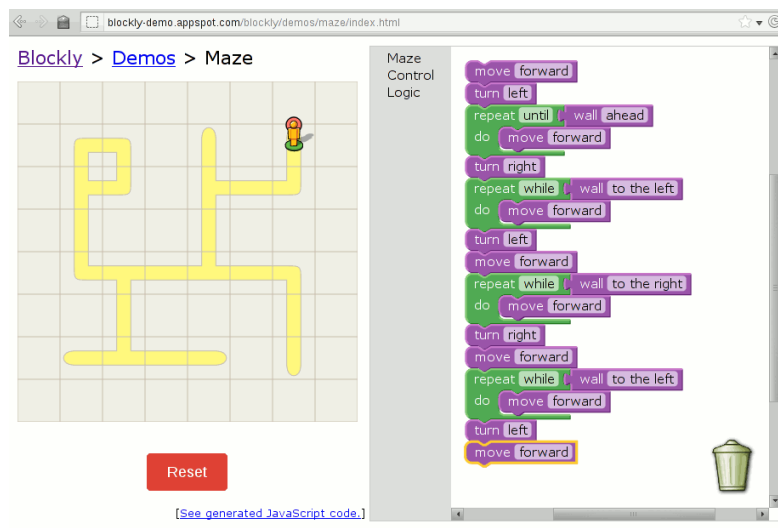 blockly-demo.appspot.com/blockly/demos/maze/index.html
Blockly > Demos > Maze
Maze
Control
Logic
move forward
turn left
repeat until wall ahead
do move forward
turn right
repeat while wall to the left
do move forward
turn left
move forward
repeat while wall to the right
do move forward
turn right
move forward
repeat while wall to the left
do move forward
turn left
move forward
Reset
[See generated JavaScript code.]